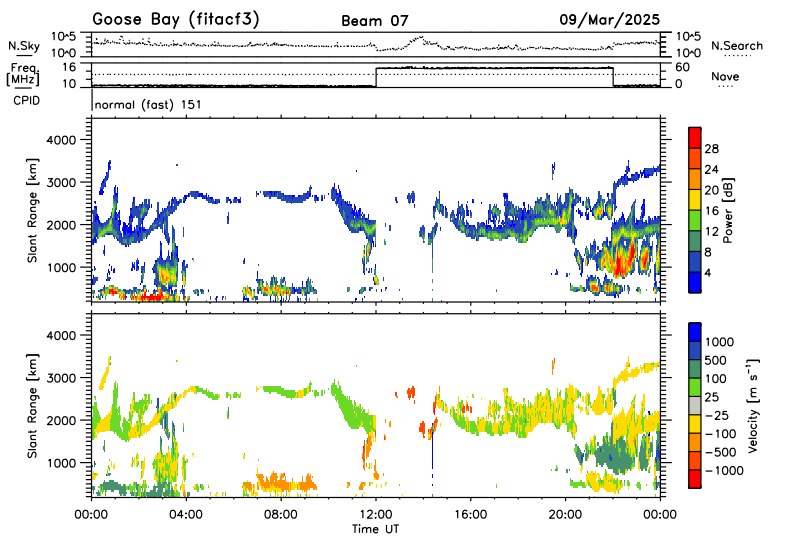 Goose Bay (fitacf3) Beam 07 09/Mar/2025
N.Sky 10^5 10^0 10^5 10^0 N.Search
Freq. [MHz] 16 10 60 0 Nave
CPID normal (fast) 151
Slant Range [km] 4000 3000 2000 1000
Power [dB] 28 24 20 16 12 8 4
Slant Range [km] 4000 3000 2000 1000
Velocity [m s⁻¹] 1000 500 100 25 −25 −100 −500 −1000
00:00 04:00 08:00 12:00 16:00 20:00 00:00
Time UT